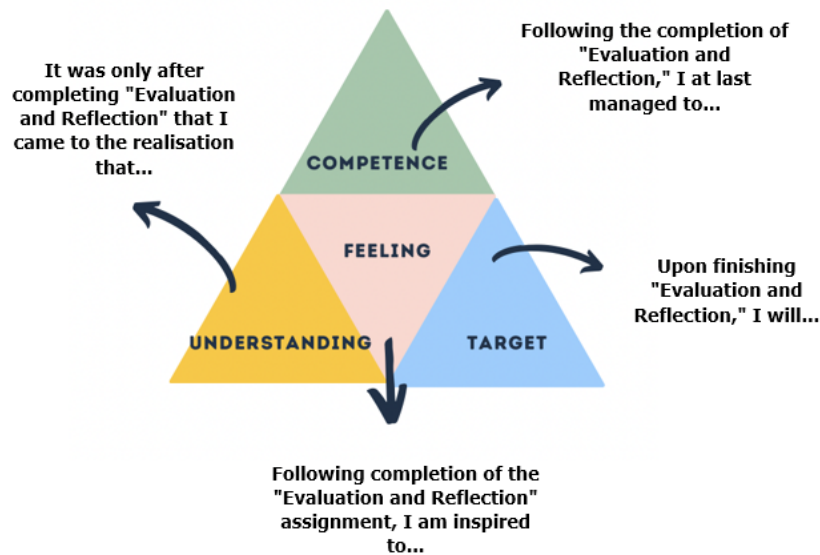 Following the completion of
"Evaluation and
Reflection," I at last
managed to...
It was only after
completing "Evaluation
and Reflection" that I
came to the realisation
that...
COMPETENCE
FEELING
Upon finishing
"Evaluation and
Reflection," I will...
UNDERSTANDING
TARGET
Following completion of the
"Evaluation and Reflection"
assignment, I am inspired
to...